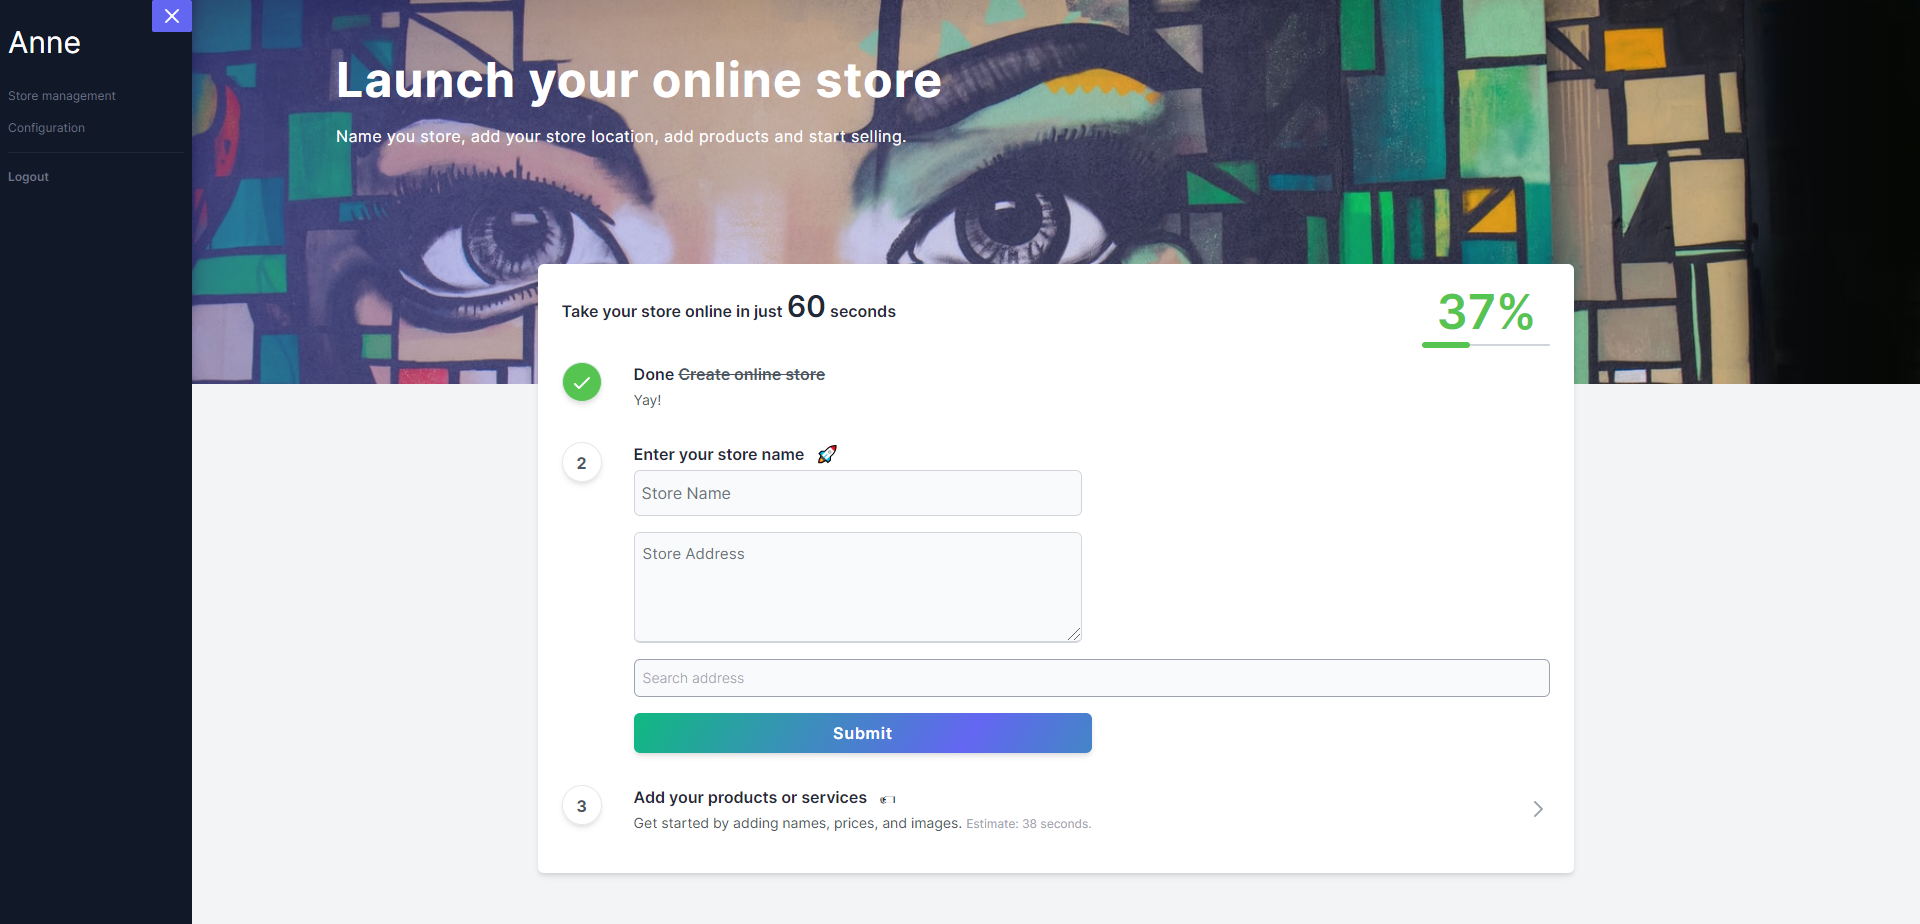 Anne
Store management
Configuration
Logout
Launch your online store
Name you store, add your store location, add products and start selling.
Take your store online in just 60 seconds
37%
Done Create online store
Yay!
2
Enter your store name 🚀
Store Name
Store Address
Search address
Submit
3
Add your products or services
Get started by adding names, prices, and images. Estimate: 38 seconds.